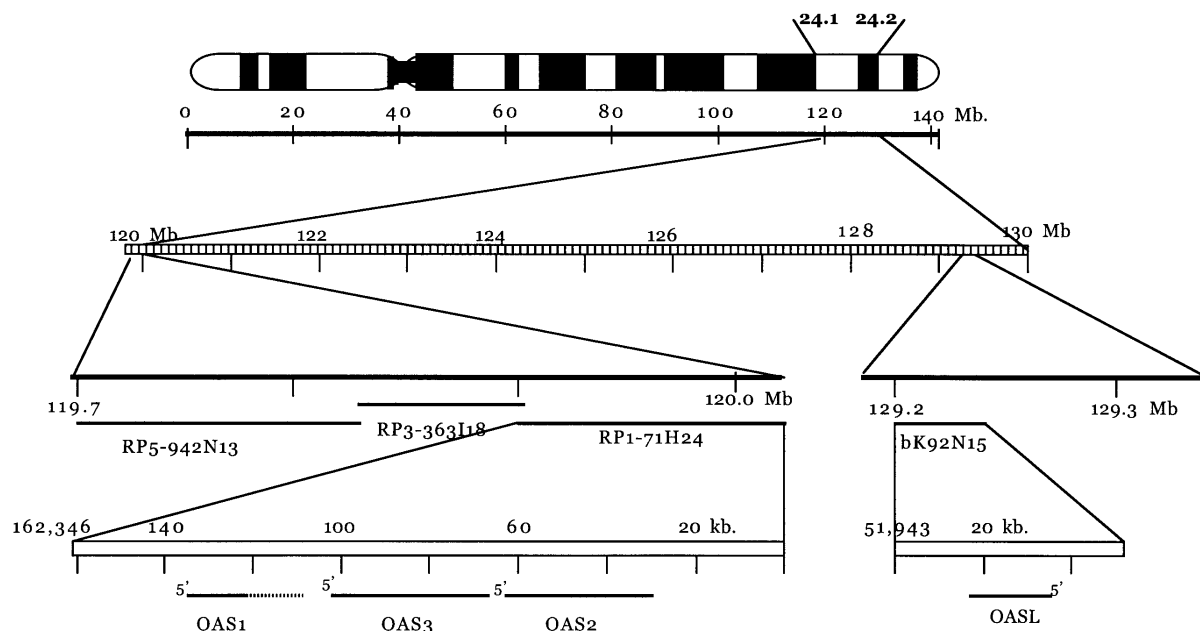 24.1 24.2
0 20 40 60 80 100 120 140 Mb.
120 Mb 122 124 126 128 130 Mb
119.7 120.0 Mb 129.2 129.3 Mb
RP5-942N13 RP3-363I18 RP1-71H24 bK92N15
162,346 140 100 60 20 kb. 51,943 20 kb.
5' 5' 5' 5'
OAS1 OAS3 OAS2 OASL